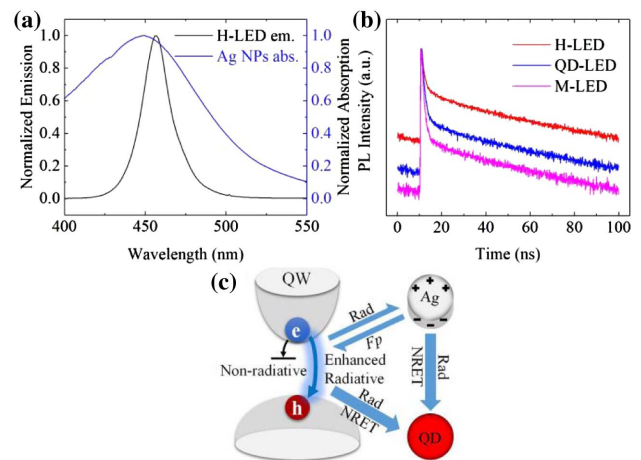 (a)
1.0
0.8
0.6
0.4
0.2
0.0
Normalized Emission
H-LED em.
Ag NPs abs.
1.0
0.8
0.6
0.4
0.2
0.0
Normalized Absorption
400 450 500 550
Wavelength (nm)
(b)
PL Intensity (a.u.)
H-LED
QD-LED
M-LED
0 20 40 60 80 100
Time (ns)
(c)
QW
e
Non-radiative
h
Enhanced
Radiative
Rad
Fp
Ag
+ + + +
- - - -
Rad
NRET
Rad
NRET
QD